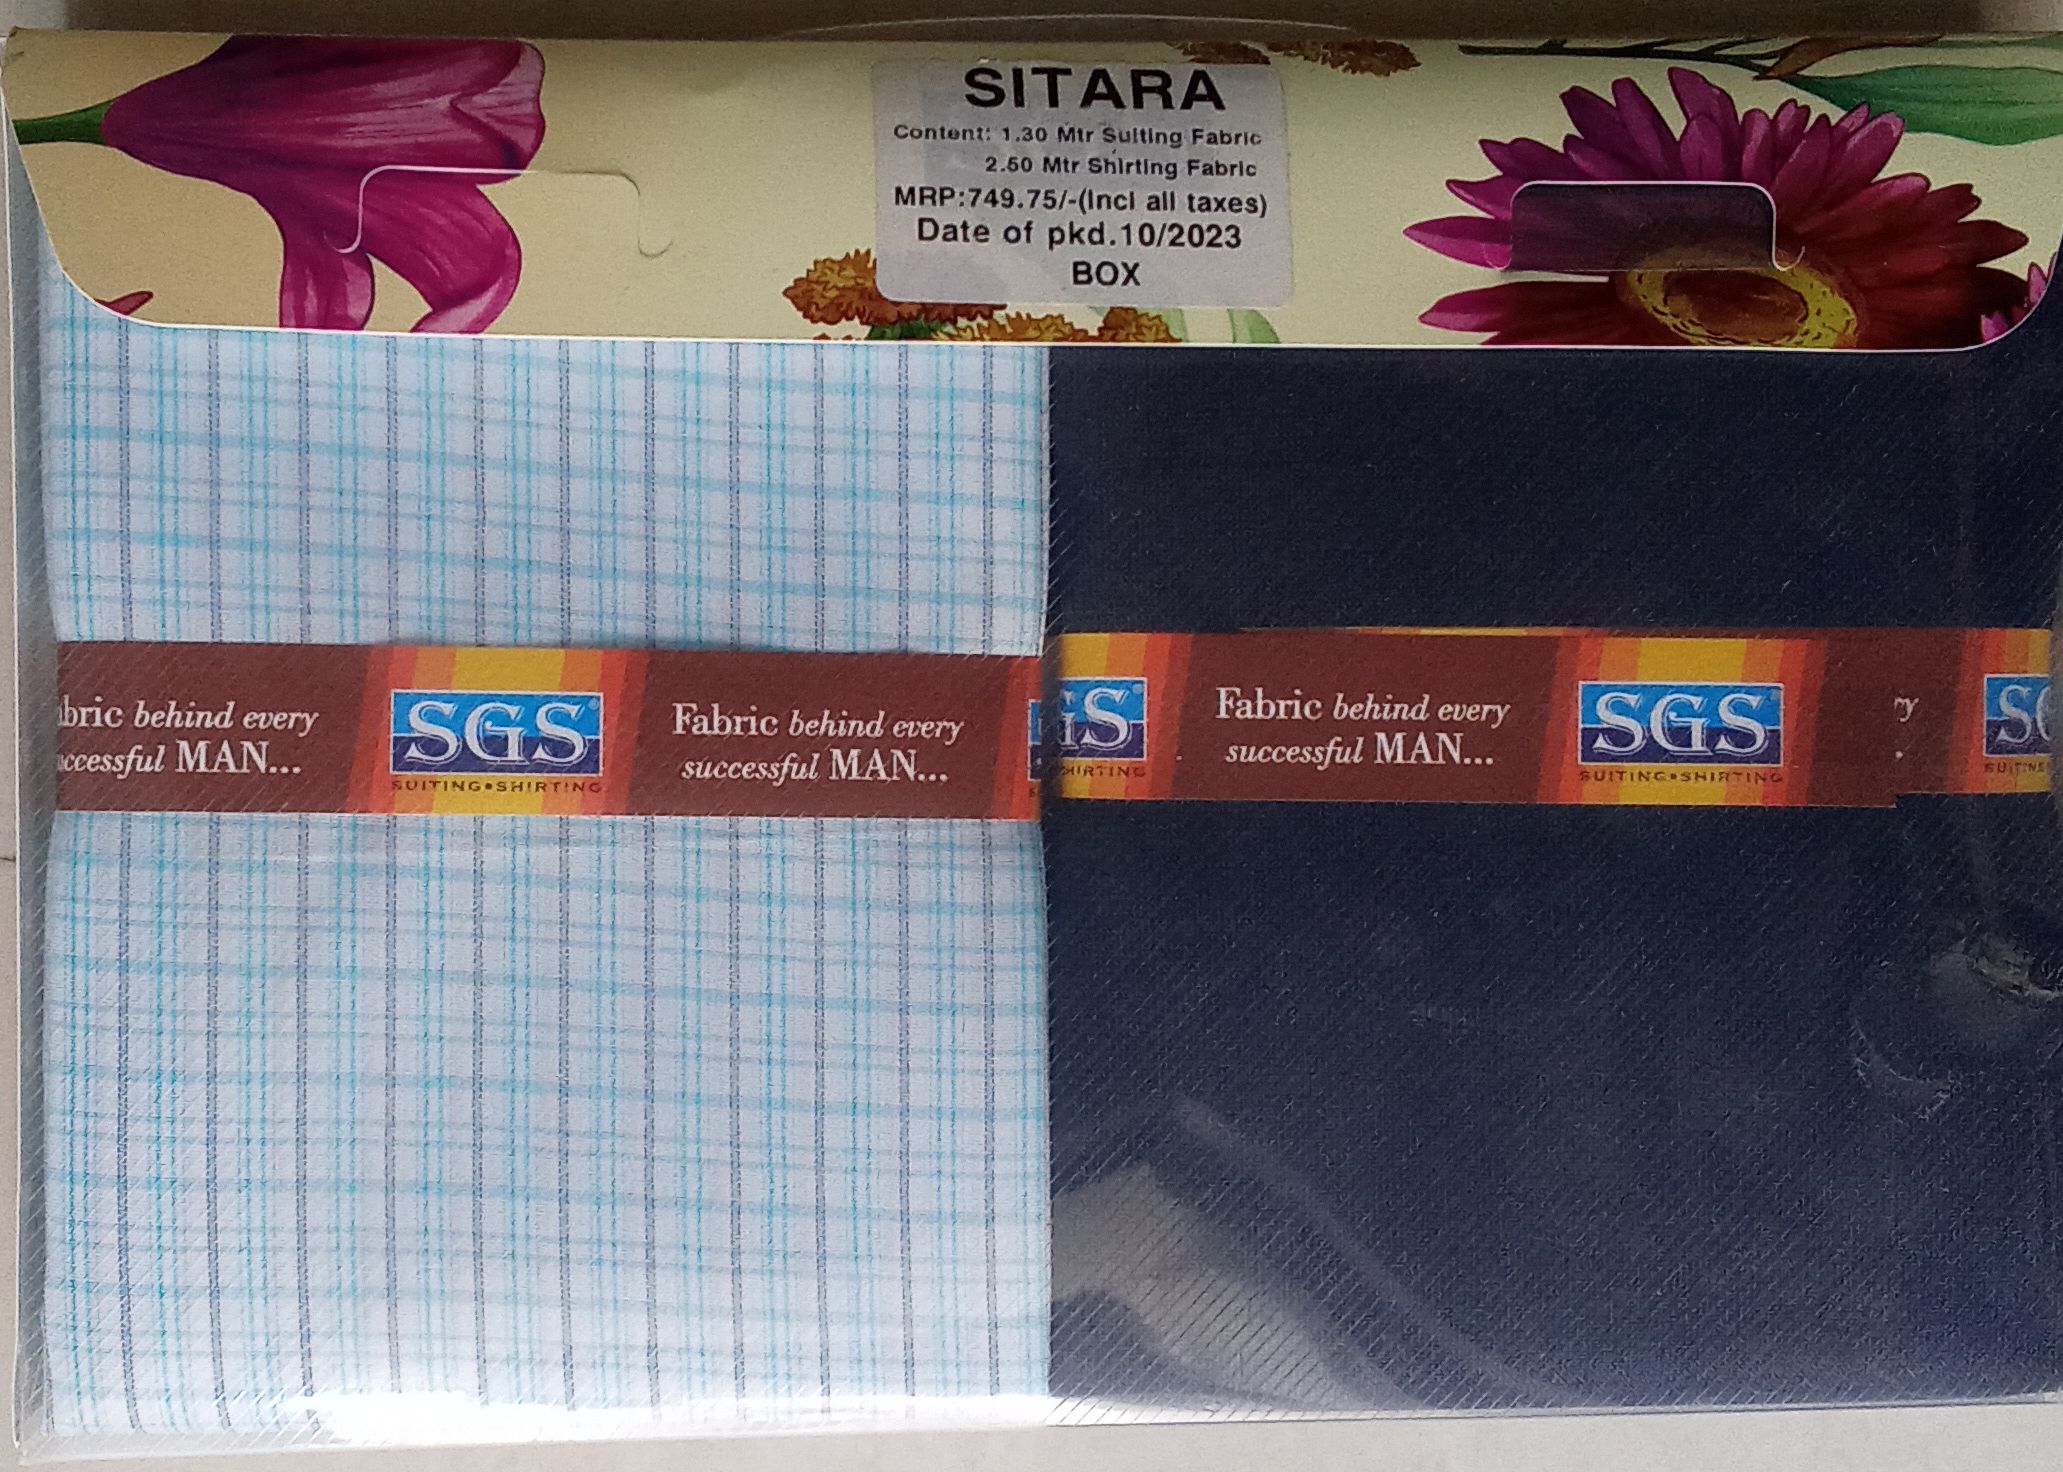 SITARA
Content: 1.30 Mtr Suiting Fabric
2.50 Mtr Shirting Fabric
MRP:749.75/-(Incl all taxes)
Date of pkd.10/2023
BOX
behind every
MAN...
SGS
SUITING•SHIRTING
Fabric behind every
successful MAN...
Fabric behind every
successful MAN...
SGS
SUITING•SHIRTING